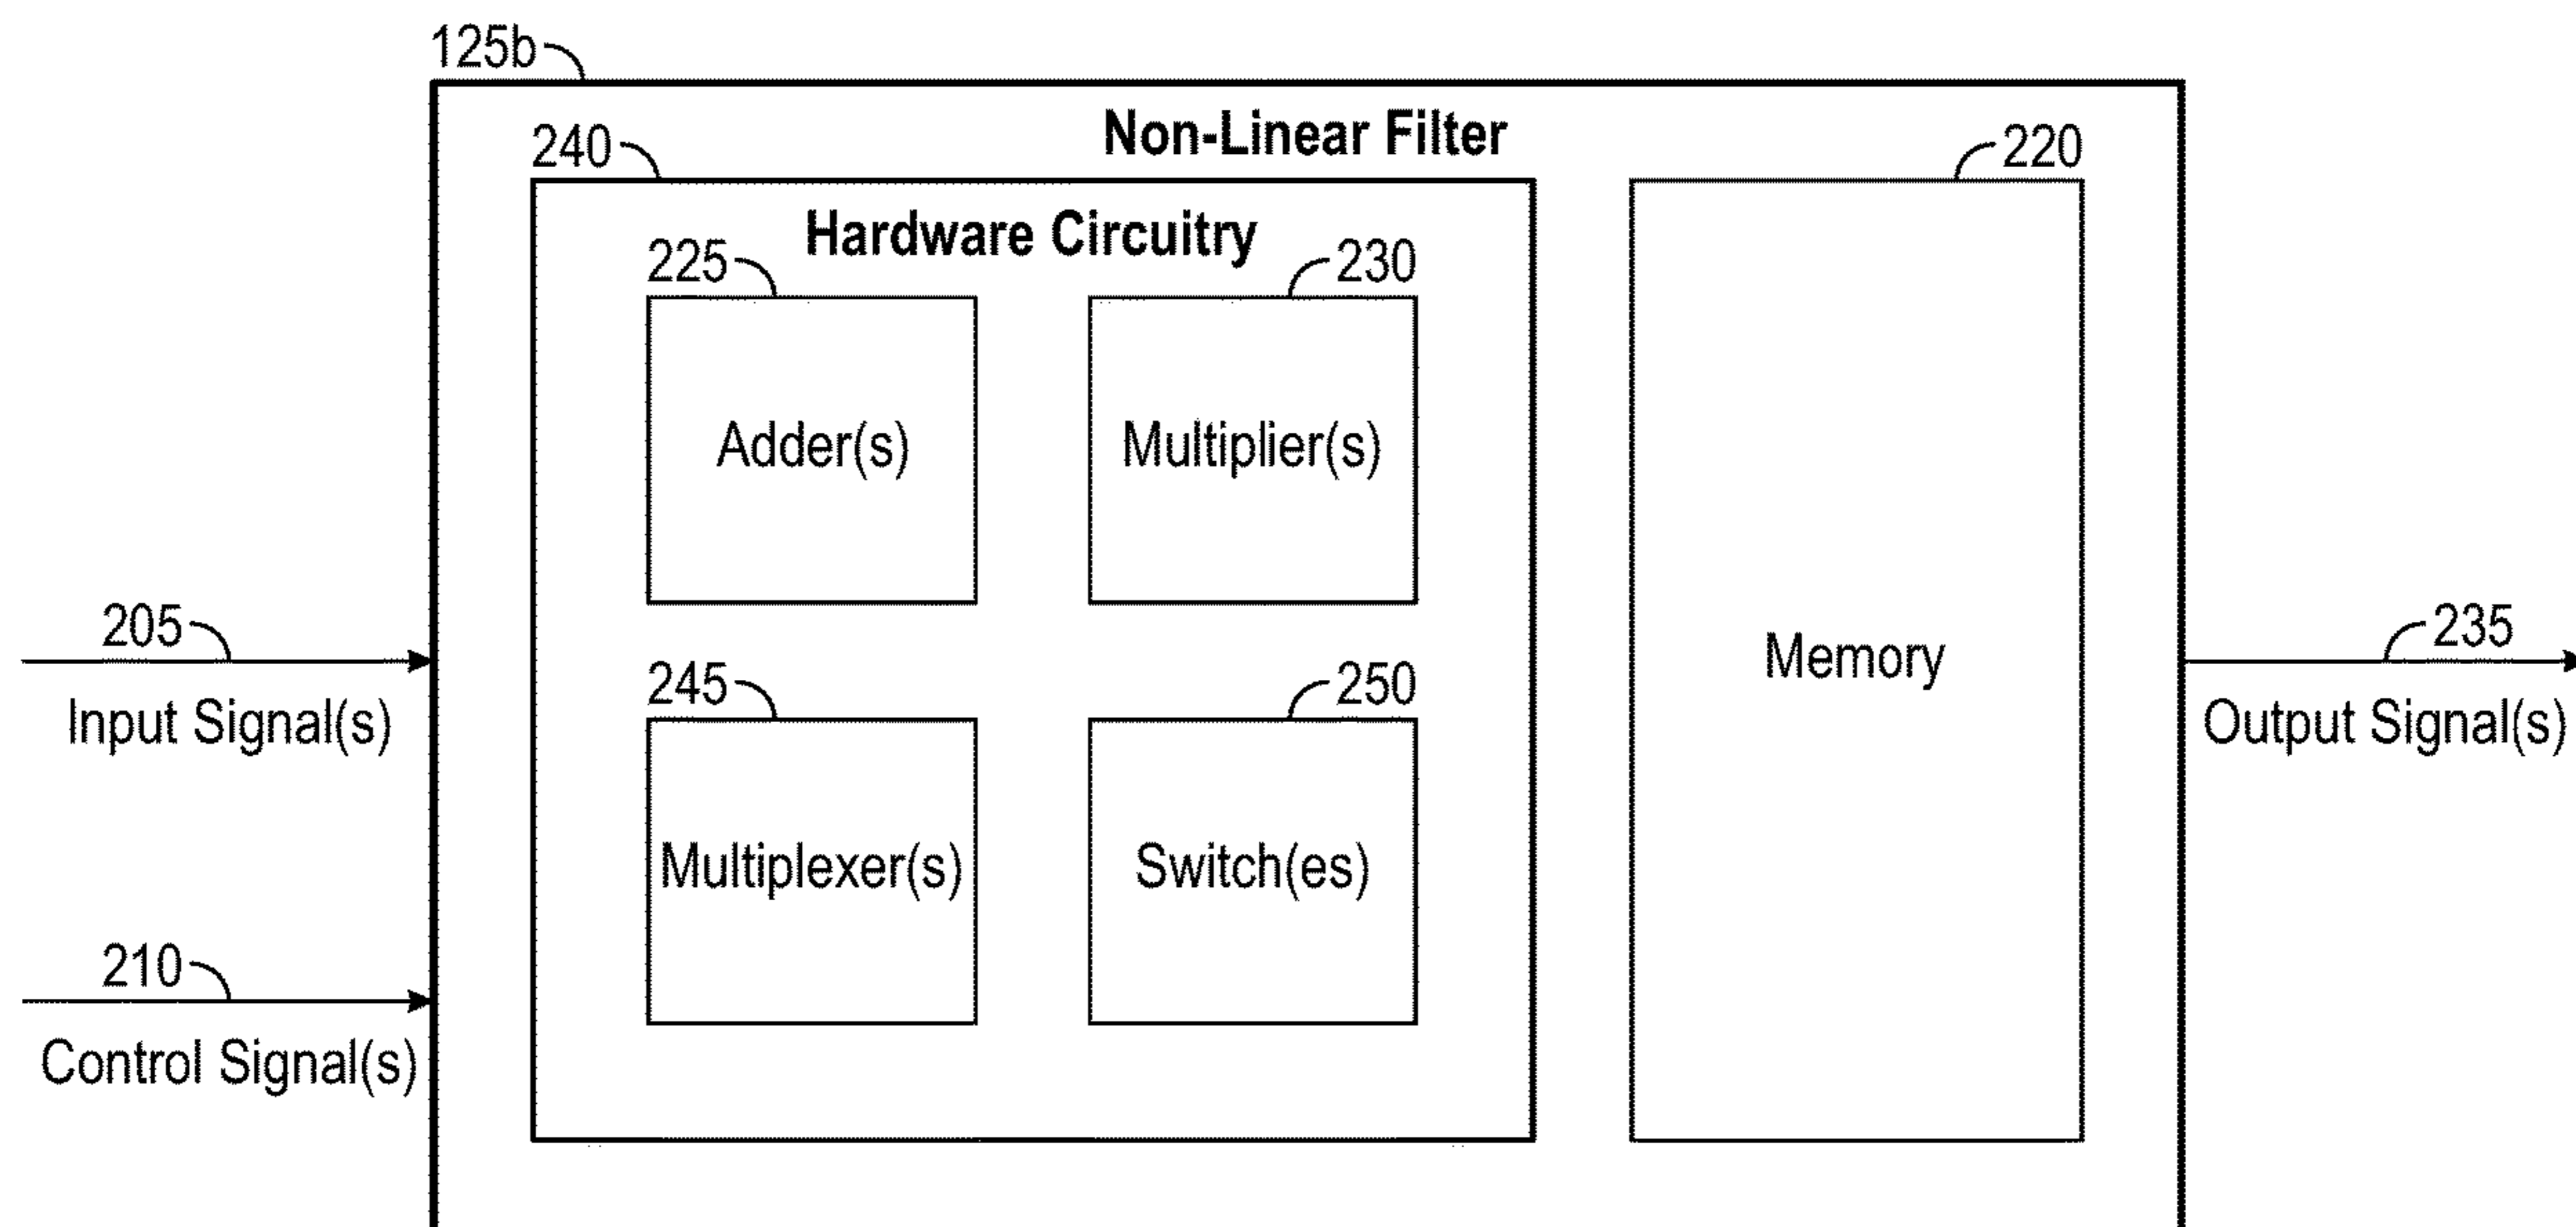 125b
Non-Linear Filter
240
220
Hardware Circuitry
225
230
Adder(s)
Multiplier(s)
205
Input Signal(s)
245
250
Memory
235
Output Signal(s)
Multiplexer(s)
Switch(es)
210
Control Signal(s)